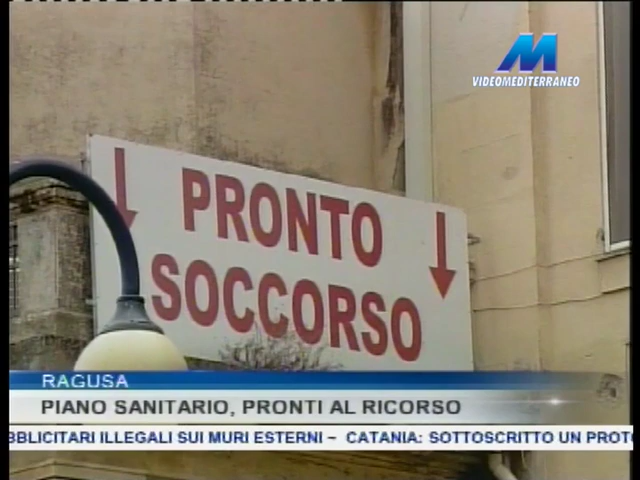 M
VIDEOMEDITERRANEO
PRONTO
SOCCORSO
RAGUSA
PIANO SANITARIO, PRONTI AL RICORSO
ILLEGALI SUI MURI ESTERNI – CATANIA: SOTTOSCRITTO UN